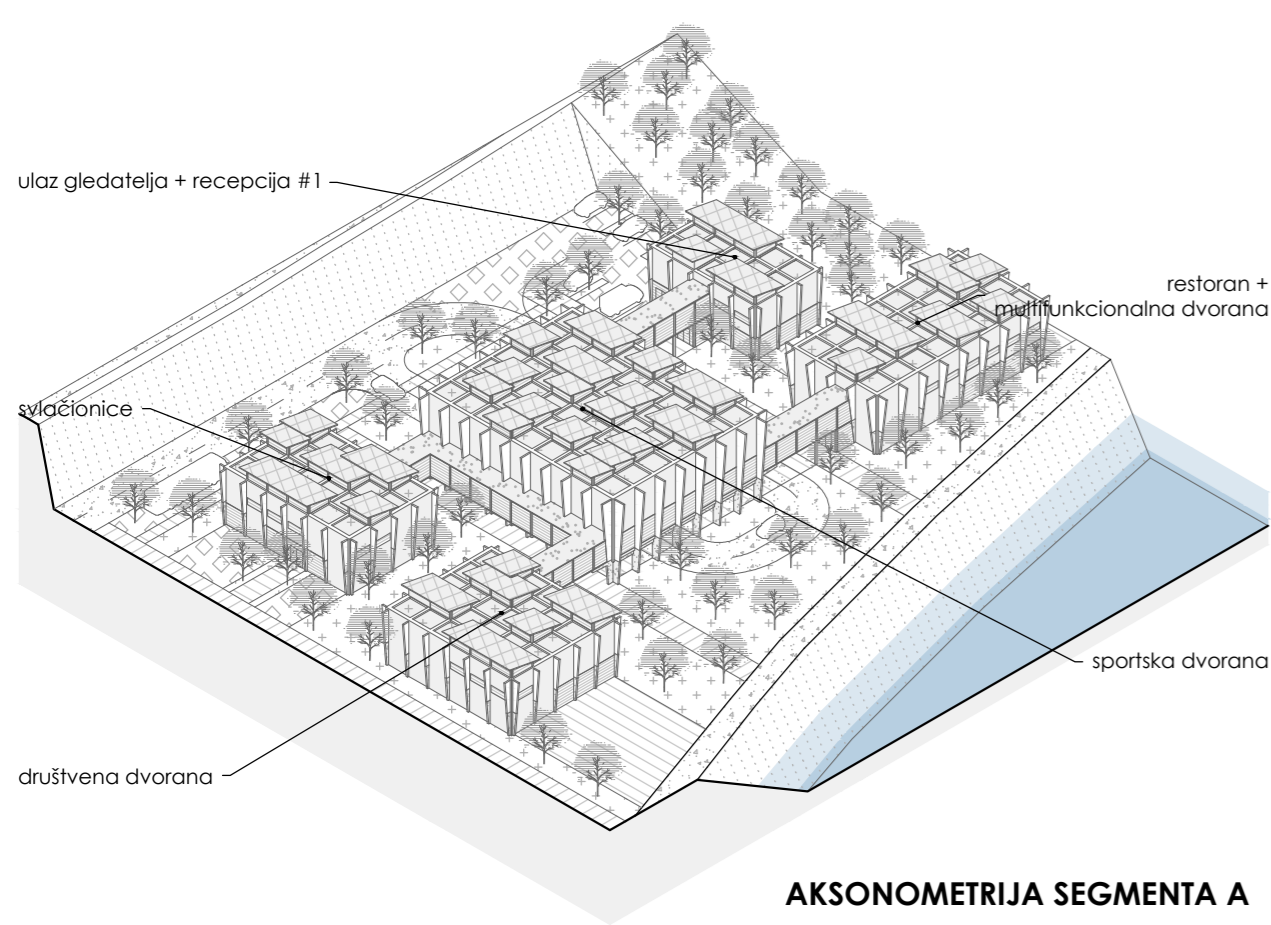 ulaz gledatelja + recepcija #1
restoran +
multifunkcionalna dvorana
svlačionice
sportska dvorana
društvena dvorana
AKSONOMETRIJA SEGMENTA A